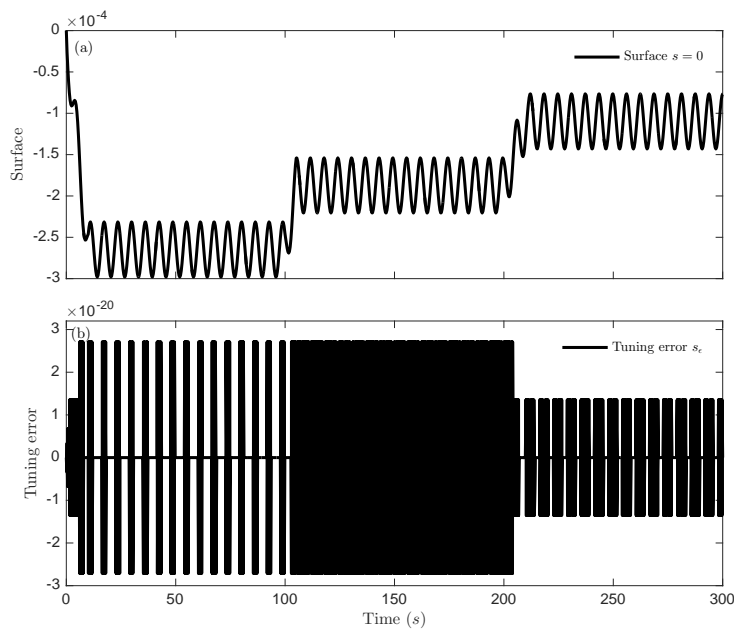 ×10-4
0
(a)
Surface s = 0
-0.5
-1
-1.5
-2
-2.5
-3
Surface
×10-20
3
(b)
Tuning error sϵ
2
1
0
-1
-2
-3
Tuning error
0 50 100 150 200 250 300
Time (s)